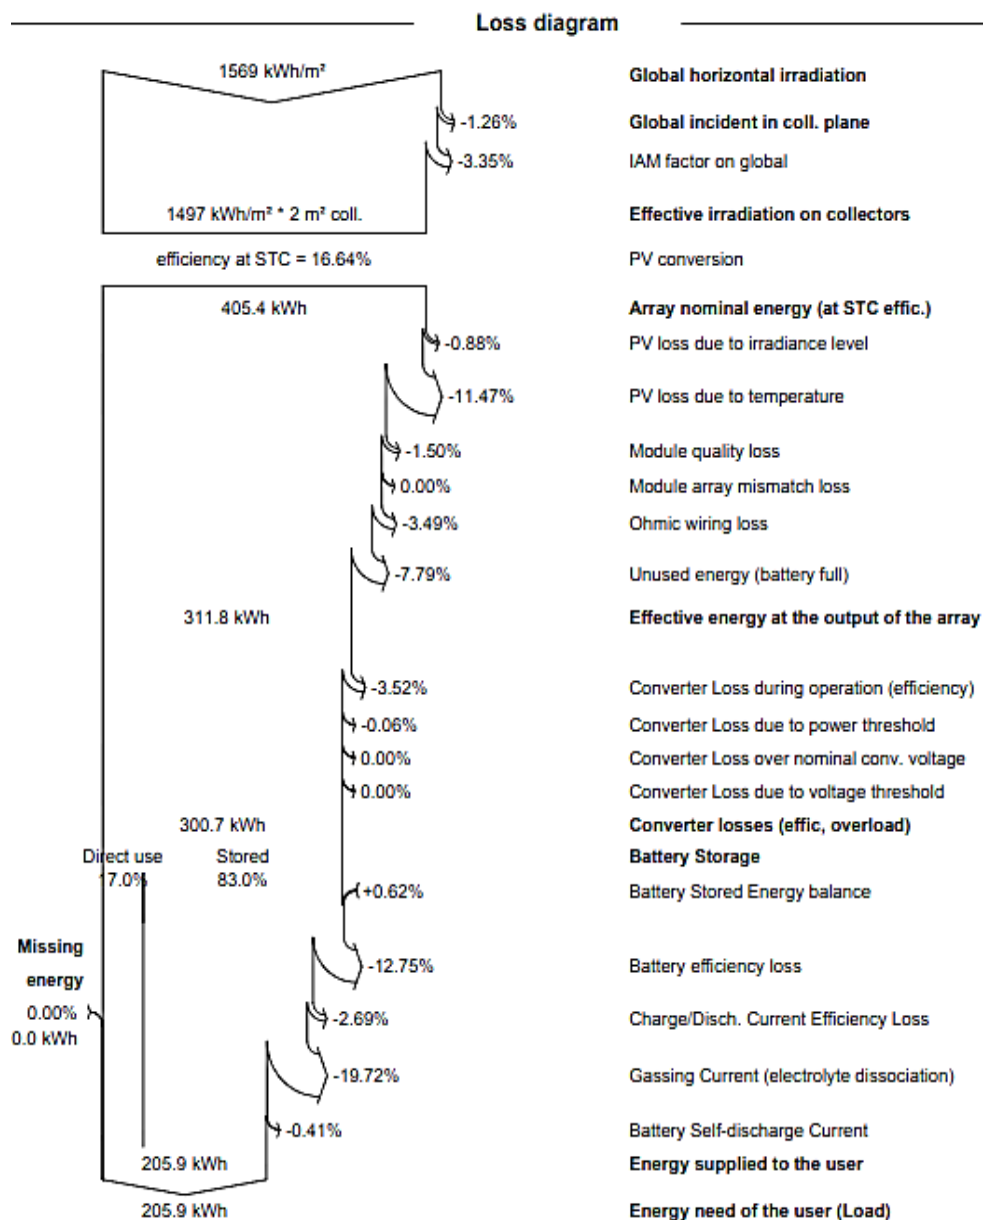 Loss diagram
1569 kWh/m² Global horizontal irradiation
-1.26% Global incident in coll. plane
-3.35% IAM factor on global
1497 kWh/m² * 2 m² coll. Effective irradiation on collectors
efficiency at STC = 16.64% PV conversion
405.4 kWh Array nominal energy (at STC effic.)
-0.88% PV loss due to irradiance level
-11.47% PV loss due to temperature
-1.50% Module quality loss
0.00% Module array mismatch loss
-3.49% Ohmic wiring loss
-7.79% Unused energy (battery full)
311.8 kWh Effective energy at the output of the array
-3.52% Converter Loss during operation (efficiency)
-0.06% Converter Loss due to power threshold
0.00% Converter Loss over nominal conv. voltage
0.00% Converter Loss due to voltage threshold
300.7 kWh Converter losses (effic, overload)
Direct use Stored Battery Storage
17.0% 83.0%
+0.62% Battery Stored Energy balance
Missing
energy
-12.75% Battery efficiency loss
0.00%
-2.69% Charge/Disch. Current Efficiency Loss
0.0 kWh
-19.72% Gassing Current (electrolyte dissociation)
-0.41% Battery Self-discharge Current
205.9 kWh Energy supplied to the user
205.9 kWh Energy need of the user (Load)